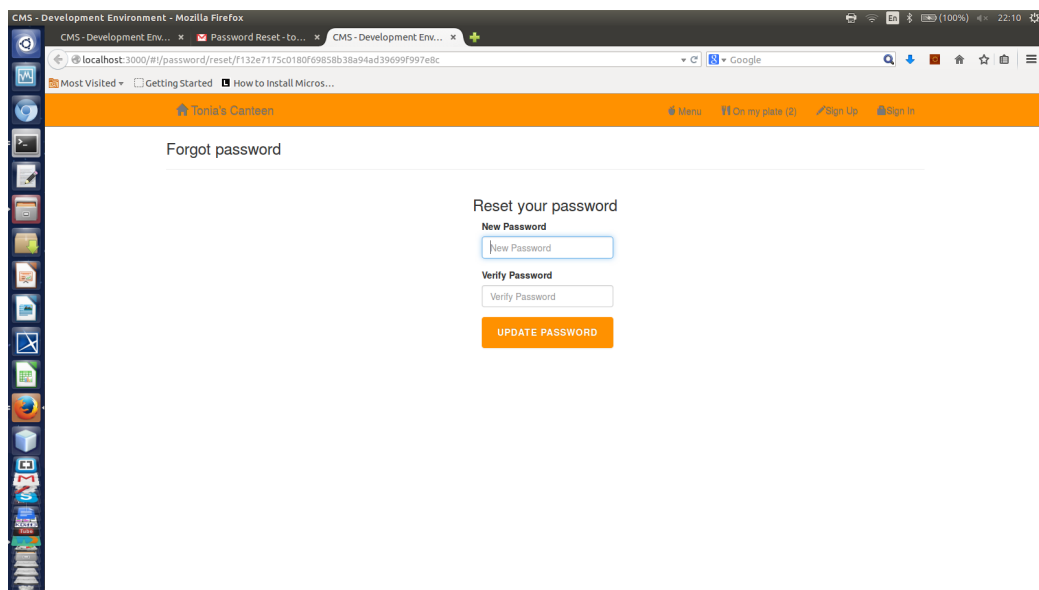 CMS - Development Environment - Mozilla Firefox
En (100%) 22:10
CMS - Development Env... × Password Reset - to... × CMS - Development Env... ×
localhost:3000/#!/password/reset/f132e7175c0180f69858b38a94ad39699f997e8c
Google
Most Visited Getting Started How to Install Micros...
Tonia's Canteen Menu On my plate (2) Sign Up Sign In
Forgot password
Reset your password
New Password
New Password
Verify Password
Verify Password
UPDATE PASSWORD